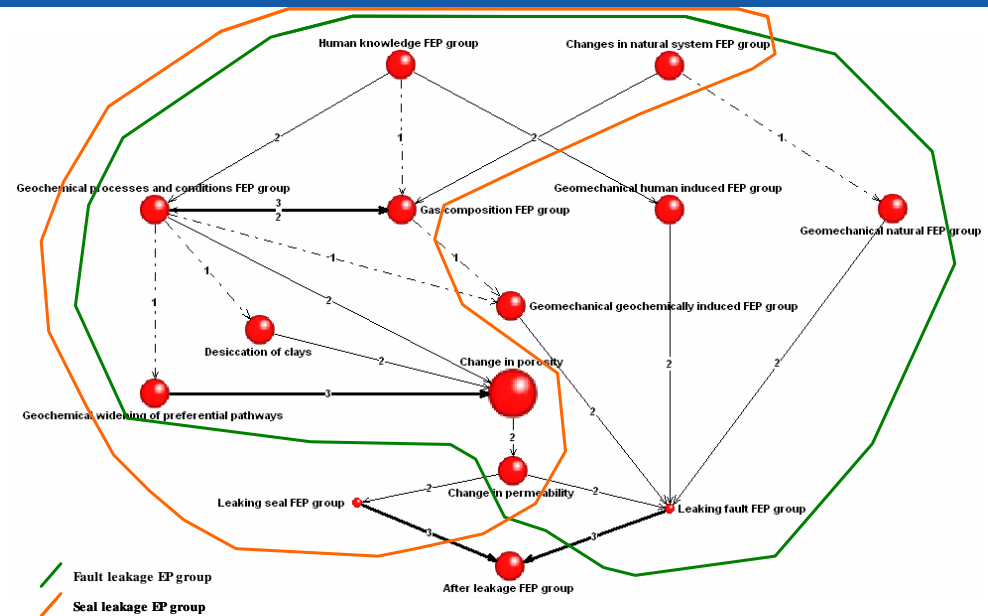 Human knowledge FEP group
Changes in natural system FEP group
2
1
2
1
Geochemical processes and conditions FEP group
Geomechanical human induced FEP group
3
2
Gas composition FEP group
Geomechanical natural FEP group
1
1
1
1
2
Geomechanical geochemically induced FEP group
Desiccation of clays
2
Change in porosity
2
2
3
2
Geochemical widening of preferential pathways
2
Change in permeability
2
2
Leaking seal FEP group
Leaking fault FEP group
3
3
After leakage FEP group
Fault leakage EP group
Seal leakage EP group